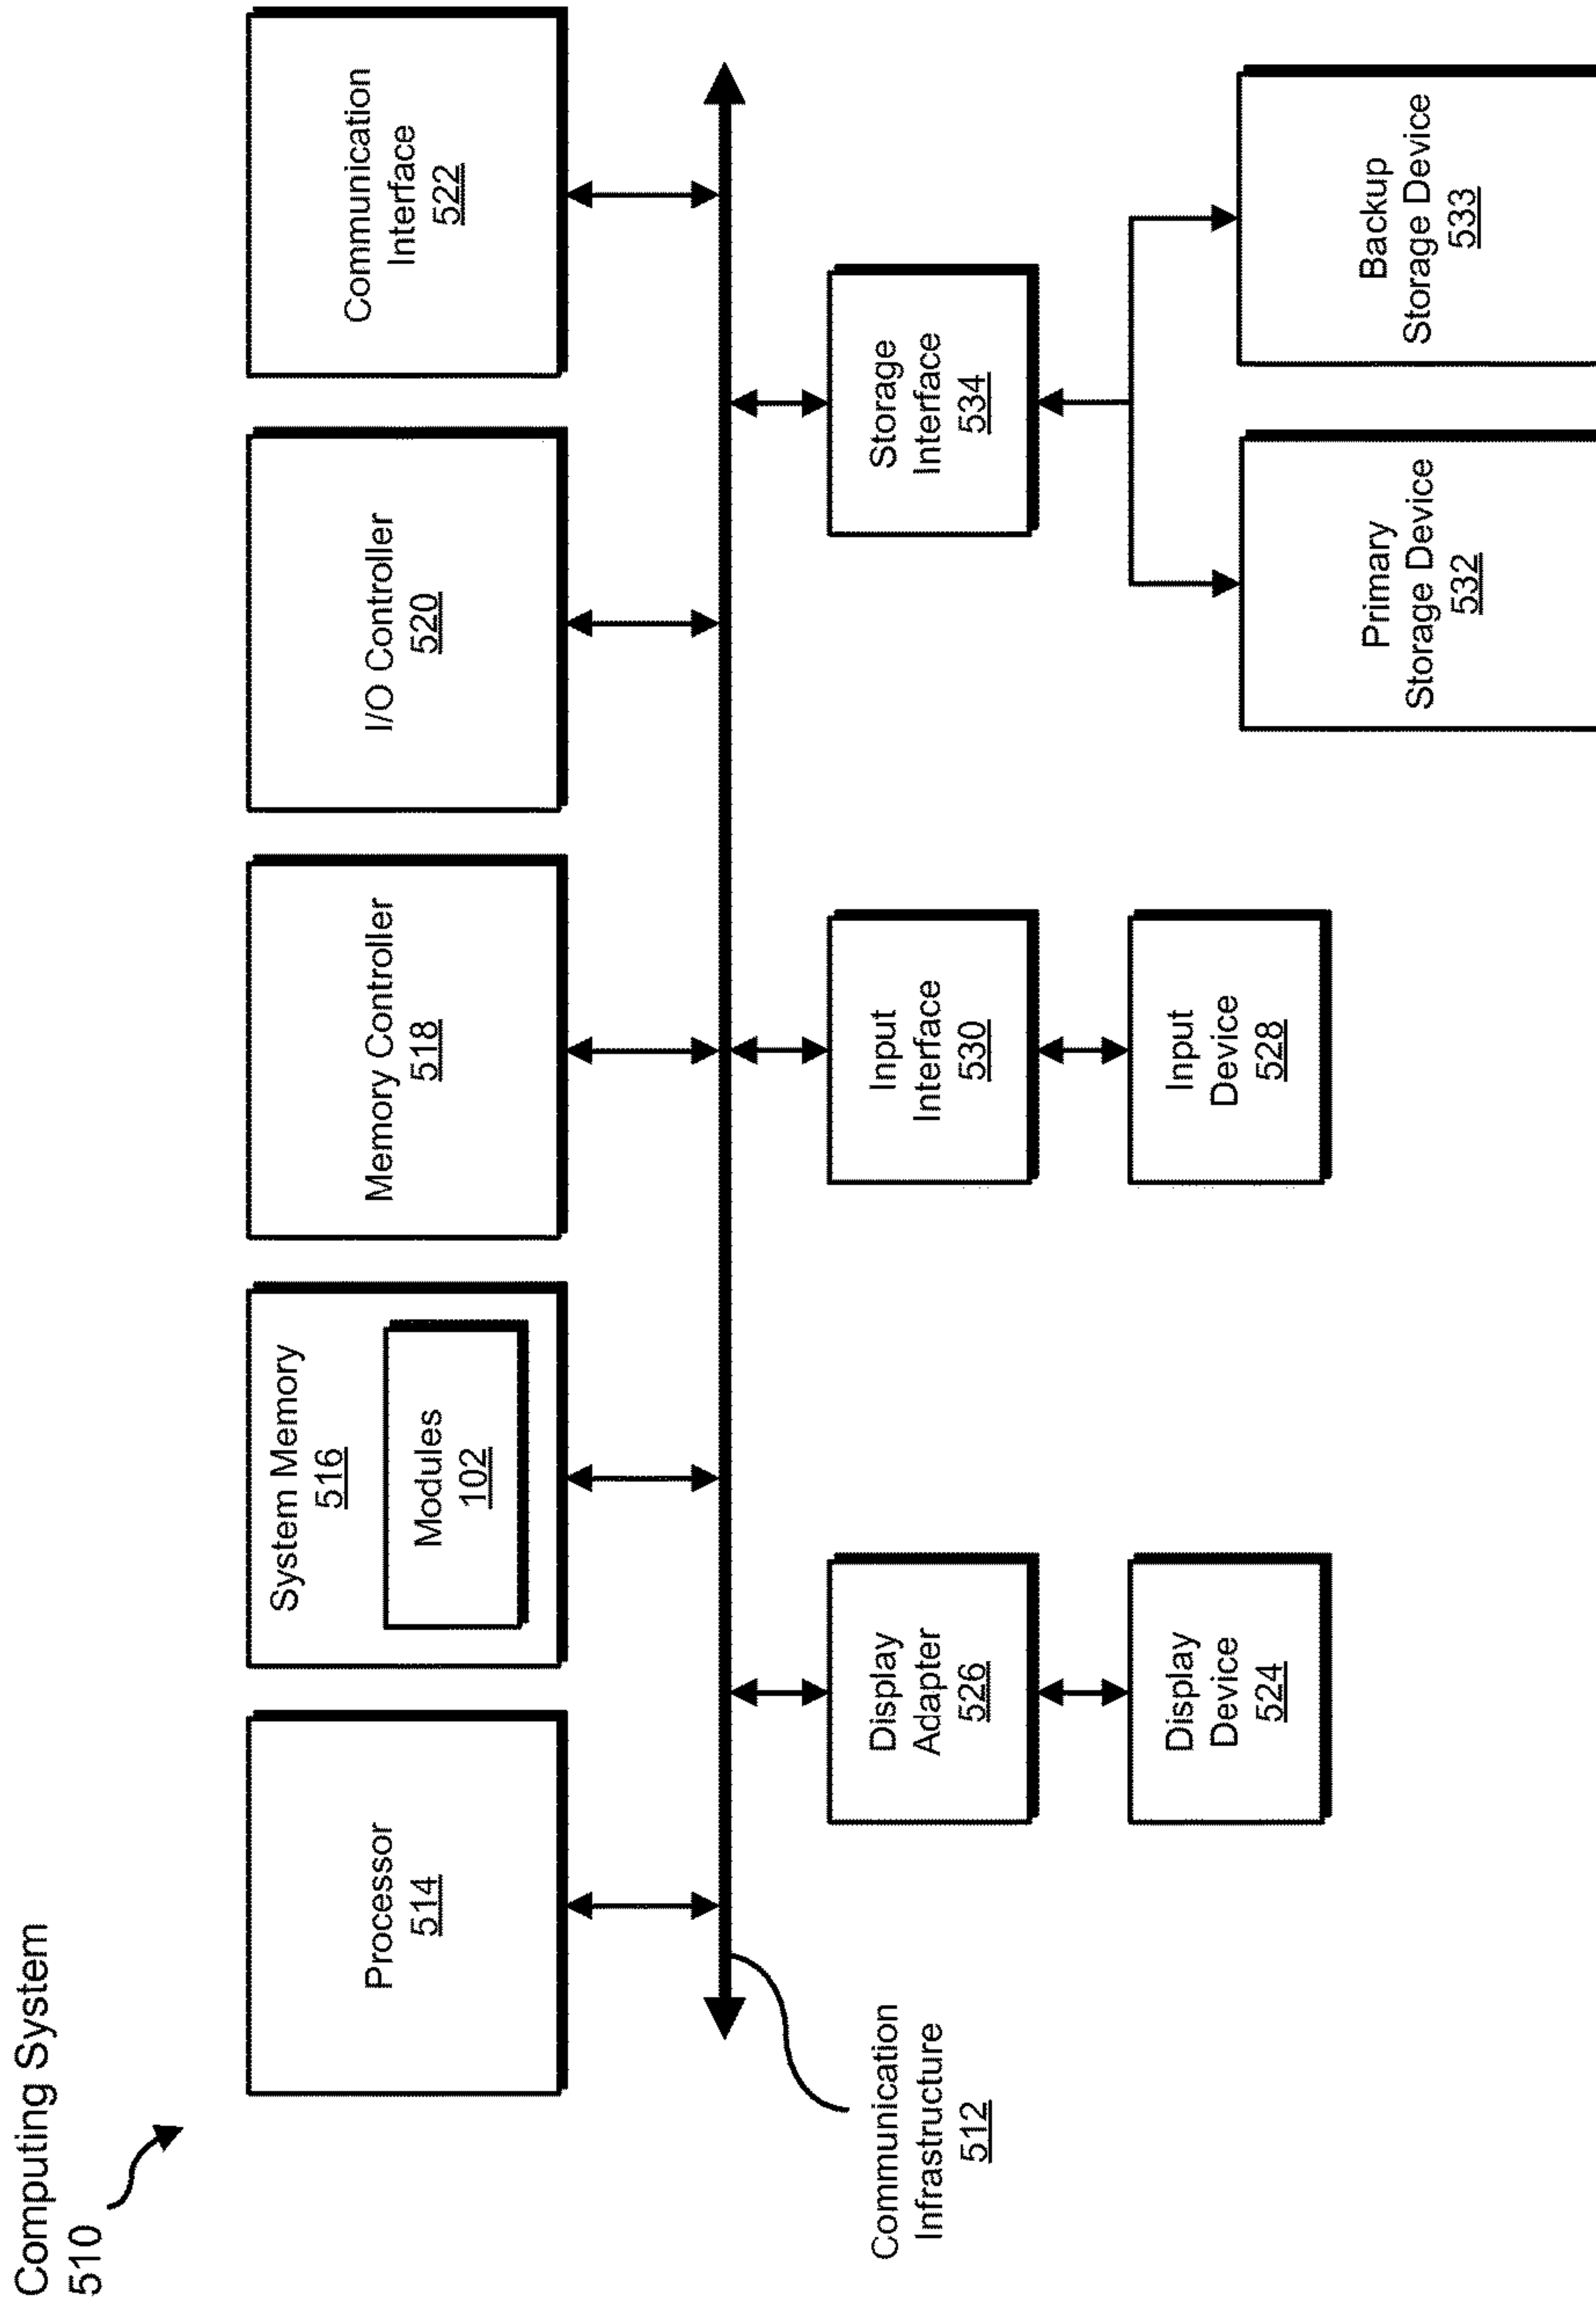 Computing System
510
Processor
514
System Memory
516
Modules
102
Memory Controller
518
I/O Controller
520
Communication
Interface
522
Communication
Infrastructure
512
Display
Adapter
526
Input
Interface
530
Storage
Interface
534
Display
Device
524
Input
Device
528
Primary
Storage Device
532
Backup
Storage Device
533